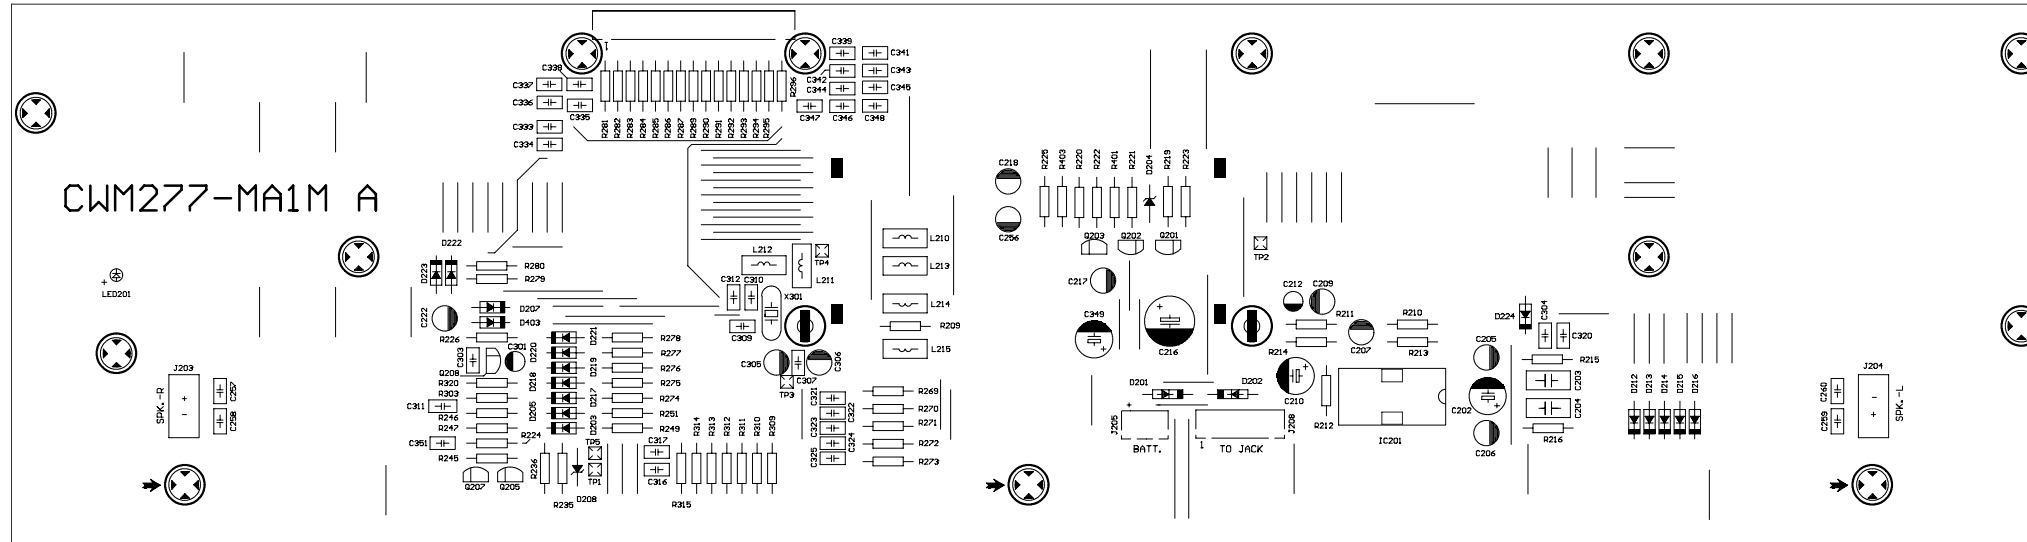 C339
C341
1
C338
C342
C343
C337
R296
C344
C345
C336
C335
C347
C346
C348
R281
R282
R283
R284
R285
R286
R287
R289
R290
R291
R292
R293
R294
R295
C333
C334
CWM277-MA1M A
C218
R225
R403
R220
R222
R401
R221
D204
R219
R223
C256
Q203
Q202
Q201
D222
D223
R280
R279
L212
TP4
L211
L210
L213
TP2
C217
LED201
C312
C310
X301
L214
C212
C209
C304
C222
D207
D403
C309
R209
C349
C216
R211
R210
D224
R226
D221
R278
C303
C301
D220
R277
L215
R214
C207
R213
C205
C320
R215
C305
C306
C307
J203
Q208
D219
R276
D218
R275
TP3
C203
D212
D213
D214
D215
D216
J204
SPK.-R
+
-
C257
C258
R320
R303
C311
R246
R247
D217
R274
D205
R251
D203
R249
C321
C322
C323
C324
C325
R269
R270
R271
R272
R273
D201
D202
C210
C202
C204
C260
C259
-
+
SPK.-L
C351
R224
R245
TP5
C317
R314
R313
R312
R311
R310
R309
J205
+
J208
R212
IC201
C206
R216
BATT.
1
TO JACK
Q207
Q205
R236
TP1
C316
D208
R235
R315